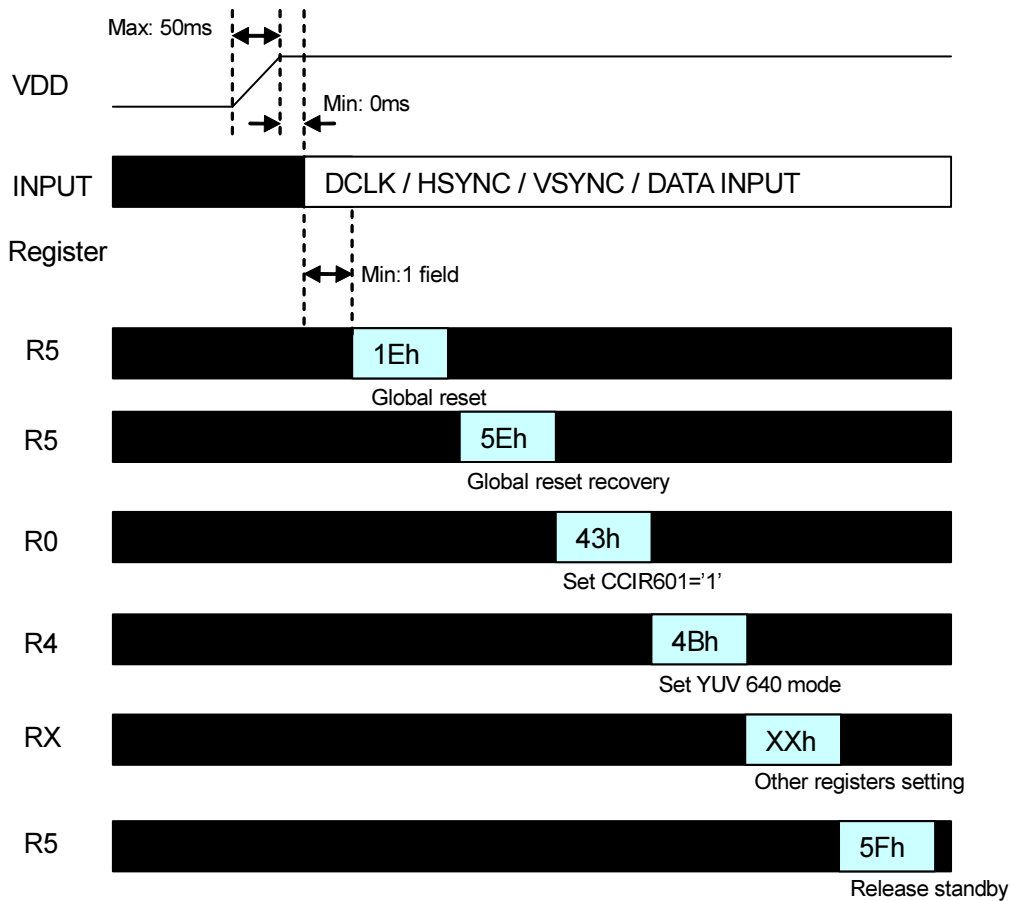 Max: 50ms
VDD
Min: 0ms
INPUT
DCLK / HSYNC / VSYNC / DATA INPUT
Register
Min:1 field
R5
1Eh
Global reset
R5
5Eh
Global reset recovery
R0
43h
Set CCIR601='1'
R4
4Bh
Set YUV 640 mode
RX
XXh
Other registers setting
R5
5Fh
Release standby